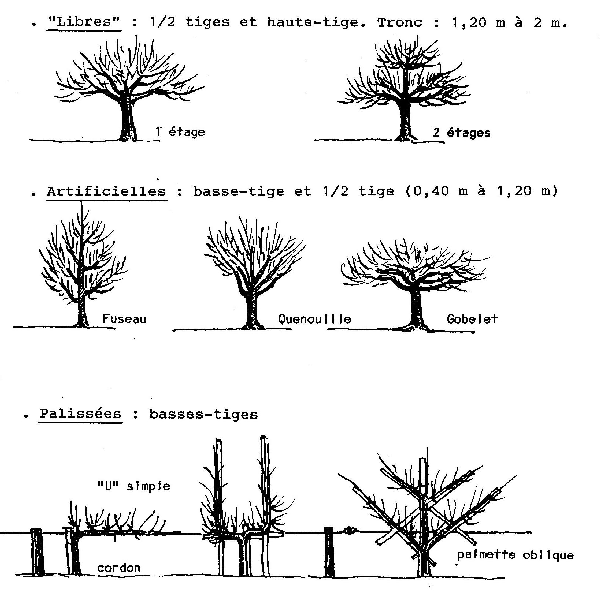 . "Libres" : 1/2 tiges et haute-tige. Tronc : 1,20 m à 2 m.
1 étage
2 étages
. Artificielles : basse-tige et 1/2 tige (0,40 m à 1,20 m)
Fuseau
Quenouille
Gobelet
. Palissées : basses-tiges
"U" simple
palmette oblique
cordon